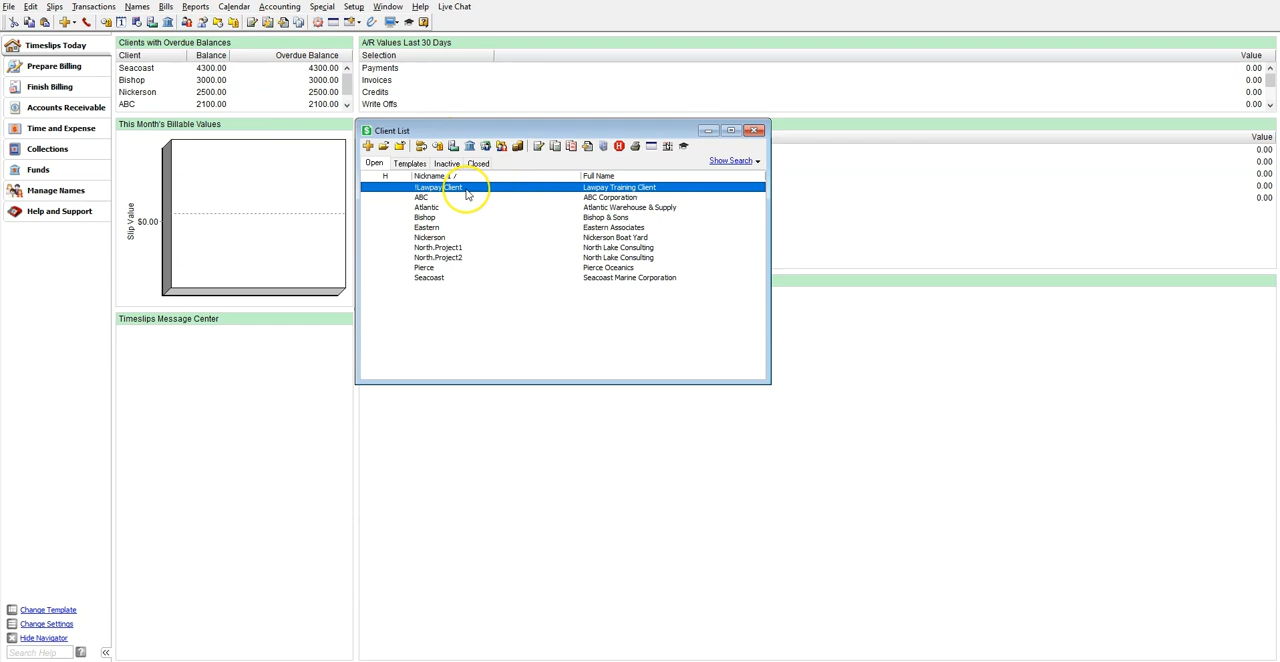 File Edit Slips Transactions Names Bills Reports Calendar Accounting Special Setup Window Help Live Chat
Timeslips Today
Prepare Billing
Finish Billing
Accounts Receivable
Time and Expense
Collections
Funds
Manage Names
Help and Support
Clients with Overdue Balances
Client Balance Overdue Balance
Seacoast 4300.00 4300.00
Bishop 3000.00 3000.00
Nickerson 2500.00 2500.00
ABC 2100.00 2100.00
A/R Values Last 30 Days
Selection Value
Payments 0.00
Invoices 0.00
Credits 0.00
Write Offs 0.00
This Month's Billable Values
Slip Value
$0.00
Value
0.00
0.00
0.00
0.00
0.00
Client List
Open Templates Inactive Closed
Show Search
H Nickname 1 Full Name
!Lawpay Client Lawpay Training Client
ABC ABC Corporation
Atlantic Atlantic Warehouse & Supply
Bishop Bishop & Sons
Eastern Eastern Associates
Nickerson Nickerson Boat Yard
North.Project1 North Lake Consulting
North.Project2 North Lake Consulting
Pierce Pierce Oceanics
Seacoast Seacoast Marine Corporation
Timeslips Message Center
Change Template
Change Settings
Hide Navigator
Search Help ?